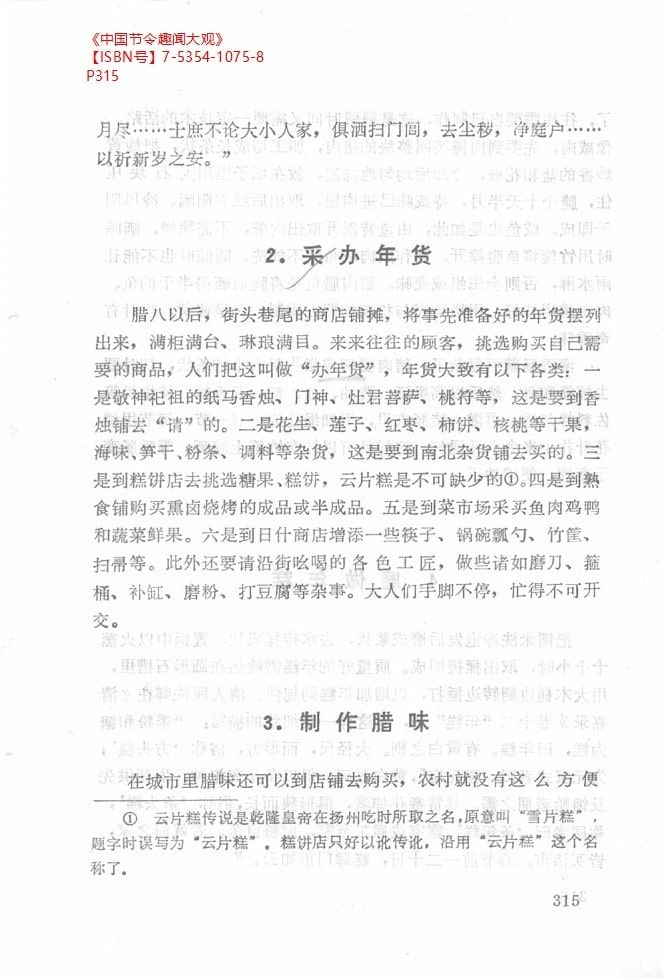 《中国节令趣闻大观》
【ISBN号】7-5354-1075-8
P315
月尽……士庶不论大小人家，俱洒扫门闾，去尘秽，净庭户……
以祈新岁之安。”
2．采办年货
腊八以后，街头巷尾的商店铺摊，将事先准备好的年货摆列
出来，满柜满台、琳琅满目。来来往往的顾客，挑选购买自己需
要的商品，人们把这叫做“办年货”，年货大致有以下各类：一
是敬神祀祖的纸马香烛、门神、灶君菩萨、桃符等，这是要到香
烛铺去“请”的。二是花生、莲子、红枣、柿饼、核桃等干果，
海味、笋干、粉条、调料等杂货，这是要到南北杂货铺去买的。三
是到糕饼店去挑选糖果、糕饼，云片糕是不可缺少的①。四是到熟
食铺购买熏卤烧烤的成品或半成品。五是到菜市场采买鱼肉鸡鸭
和蔬菜鲜果。六是到日什商店增添一些筷子、锅碗瓢勺、竹筐、
扫帚等。此外还要请沿街吆喝的各色工匠，做些诸如磨刀、箍
桶、补缸、磨粉、打豆腐等杂事。大人们手脚不停，忙得不可开
交。
3．制作腊味
在城市里腊味还可以到店铺去购买，农村就没有这么方便
① 云片糕传说是乾隆皇帝在扬州吃时所取之名，原意叫“雪片糕”，
题字时误写为“云片糕”。糕饼店只好以讹传讹，沿用“云片糕”这个名
称了。
315